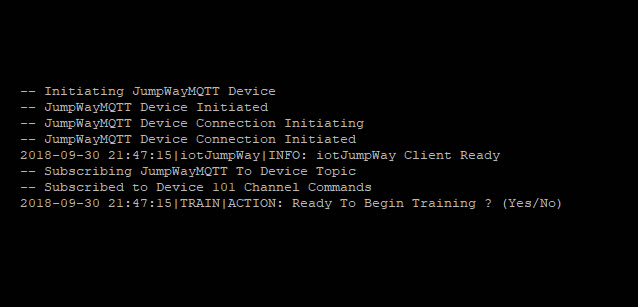 -- Initiating JumpWayMQTT Device
-- JumpWayMQTT Device Initiated
-- JumpWayMQTT Device Connection Initiating
-- JumpWayMQTT Device Connection Initiated
2018-09-30 21:47:15|iotJumpWay|INFO: iotJumpWay Client Ready
-- Subscribing JumpWayMQTT To Device Topic
-- Subscribed to Device 101 Channel Commands
2018-09-30 21:47:15|TRAIN|ACTION: Ready To Begin Training ? (Yes/No)